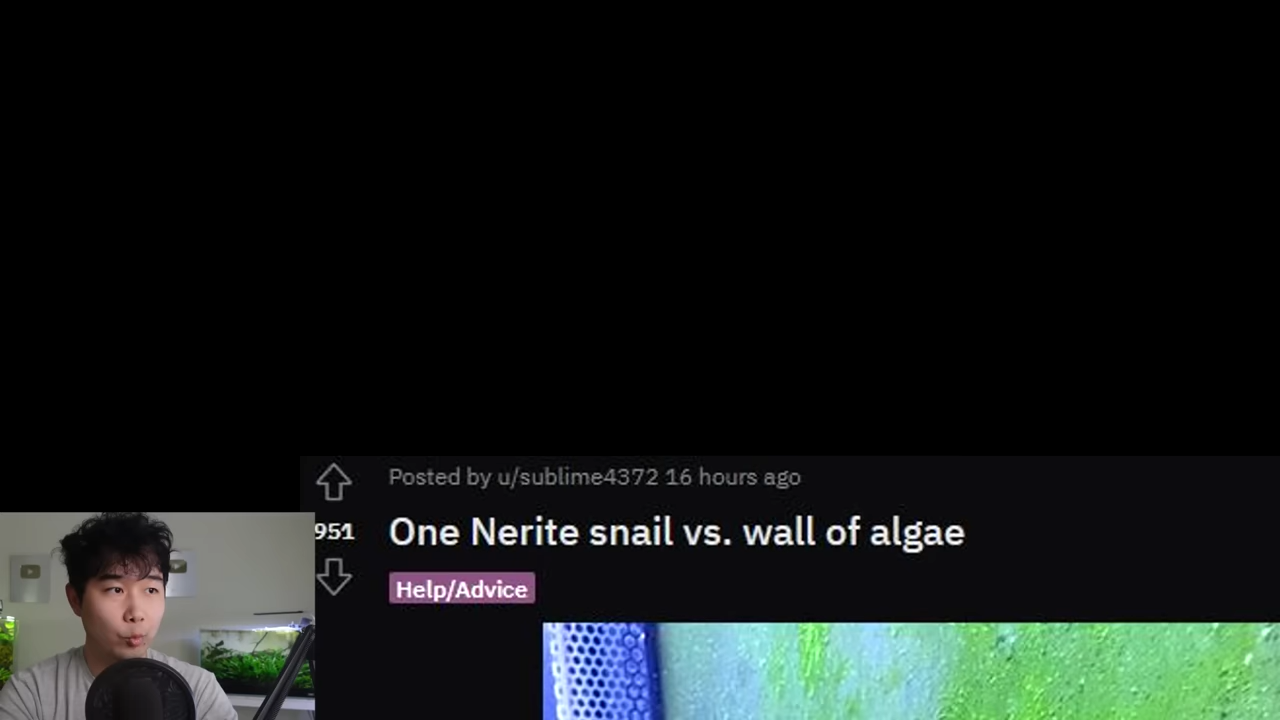 Posted by u/sublime4372 16 hours ago
951
One Nerite snail vs. wall of algae
Help/Advice